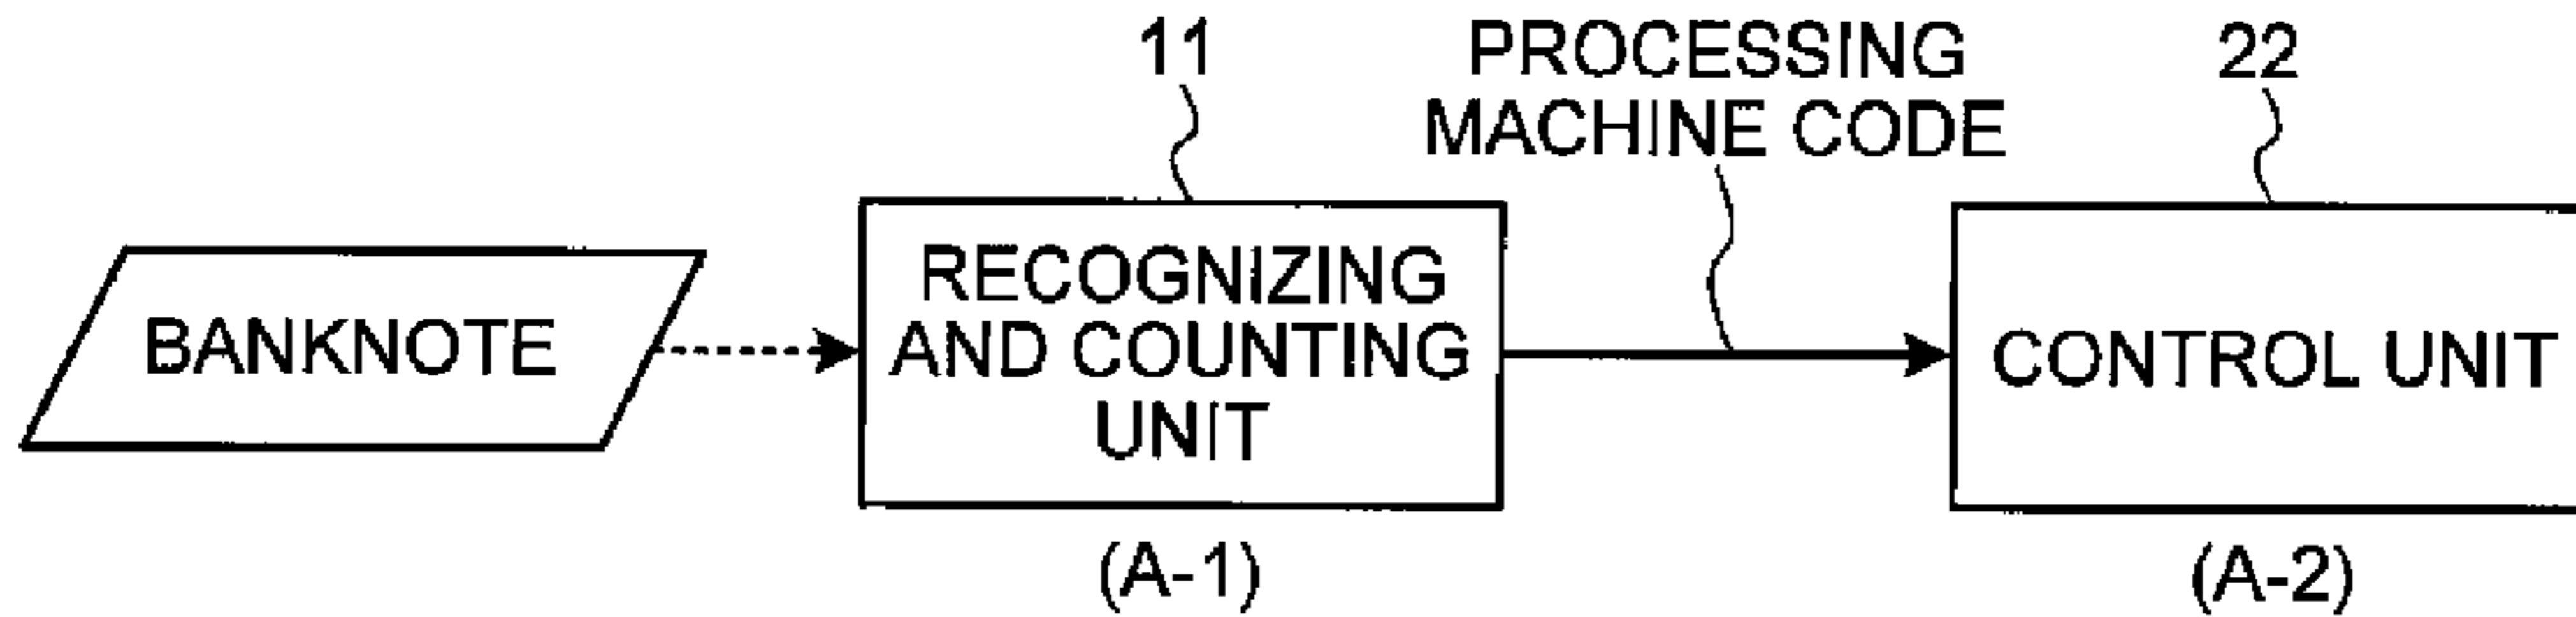 11
PROCESSING
MACHINE CODE
22
BANKNOTE
RECOGNIZING
AND COUNTING
UNIT
CONTROL UNIT
(A-1)
(A-2)